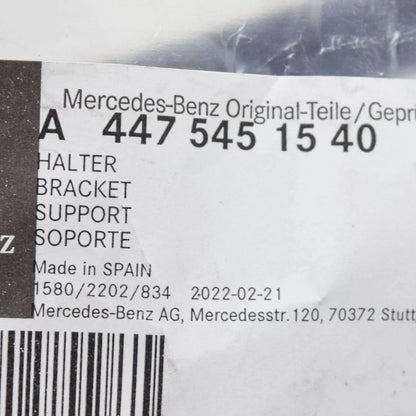 Mercedes-Benz Original-Teile/Geprü
A 447 545 15 40
HALTER
BRACKET
SUPPORT
z SOPORTE
Made in SPAIN
1580/2202/834 2022-02-21
Mercedes-Benz AG, Mercedesstr.120, 70372 Stutt